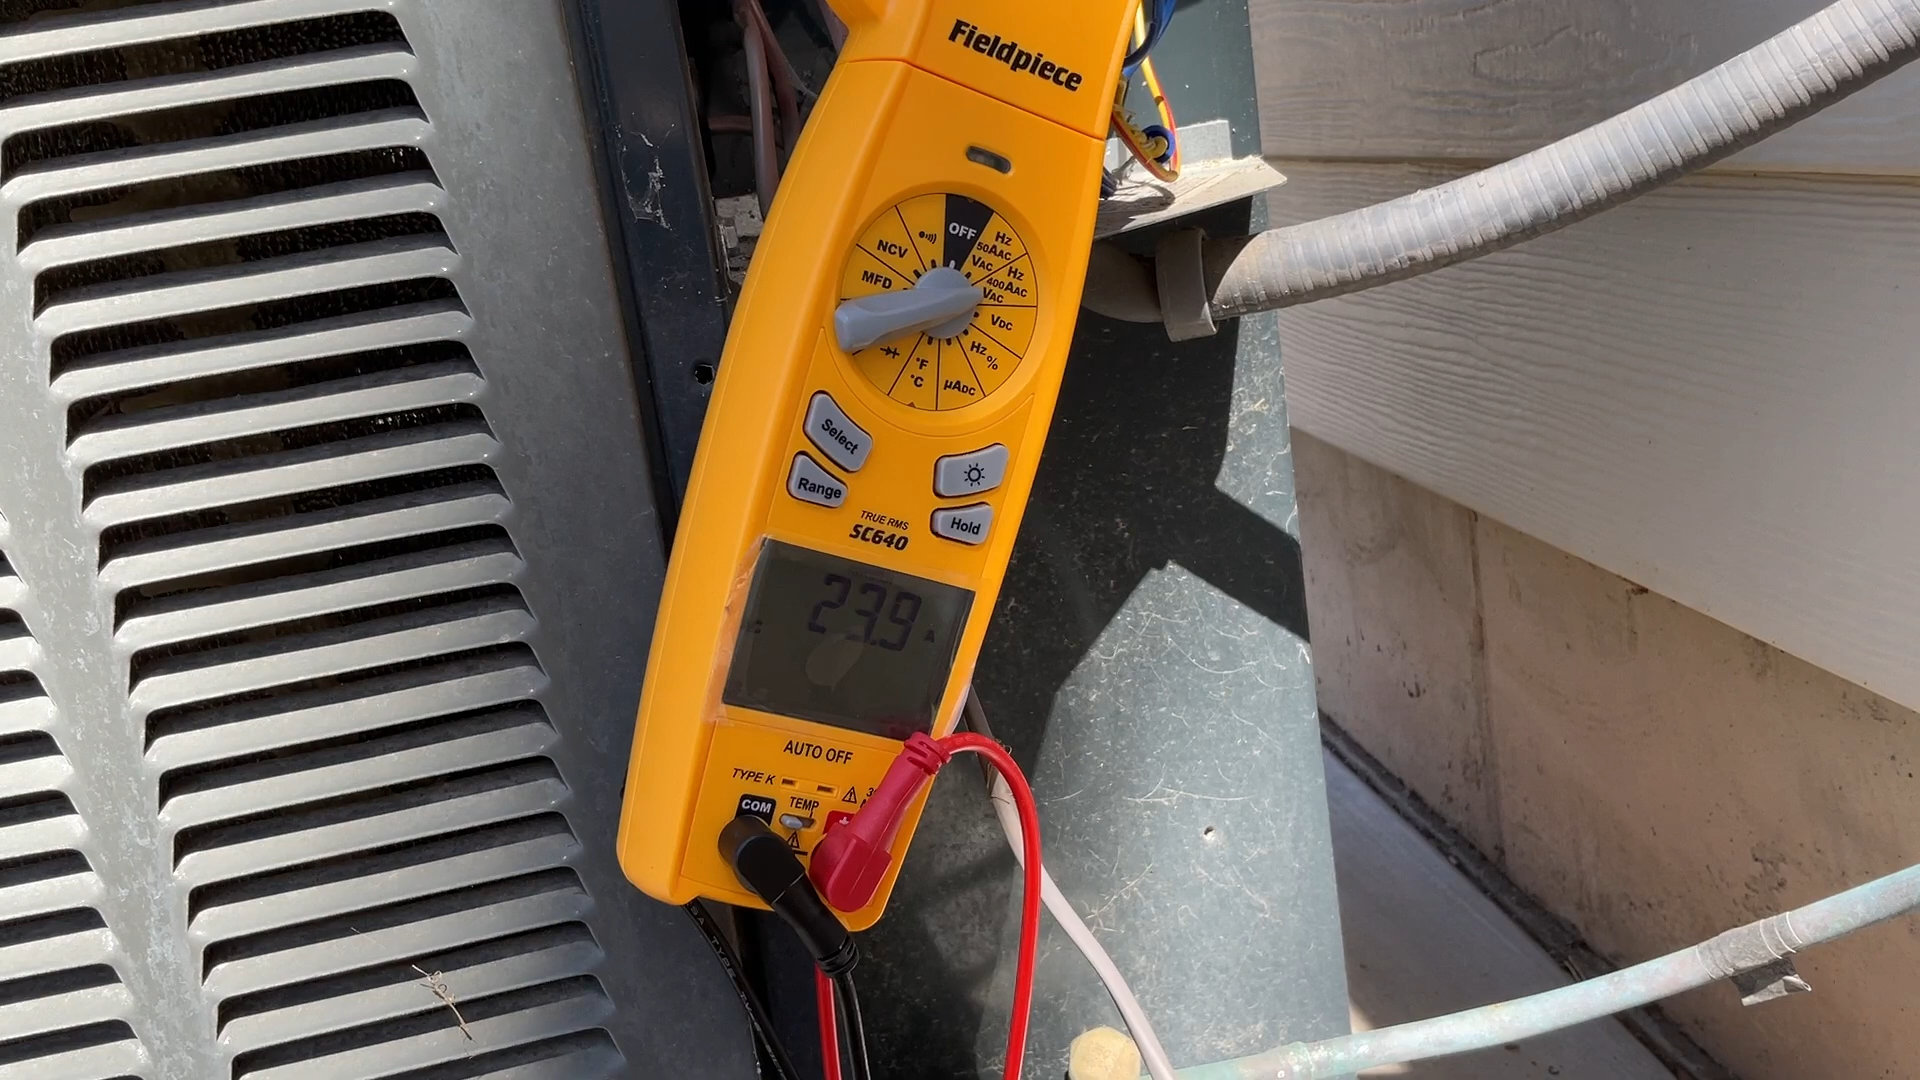 Fieldpiece
OFF
Hz
50AAC
VAC
Hz
400AAC
VAC
VDC
Hz %
µADC
°F
°C
MFD
NCV
Select
Range
Hold
TRUE RMS
SC640
23.9
A
AUTO OFF
TYPE K
COM
TEMP